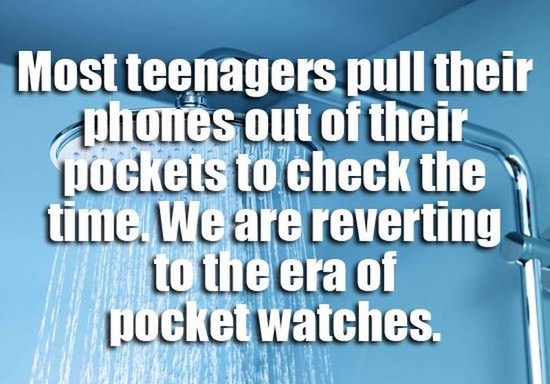 Most teenagers pull their
phones out of their
pockets to check the
time. We are reverting
to the era of
pocket watches.